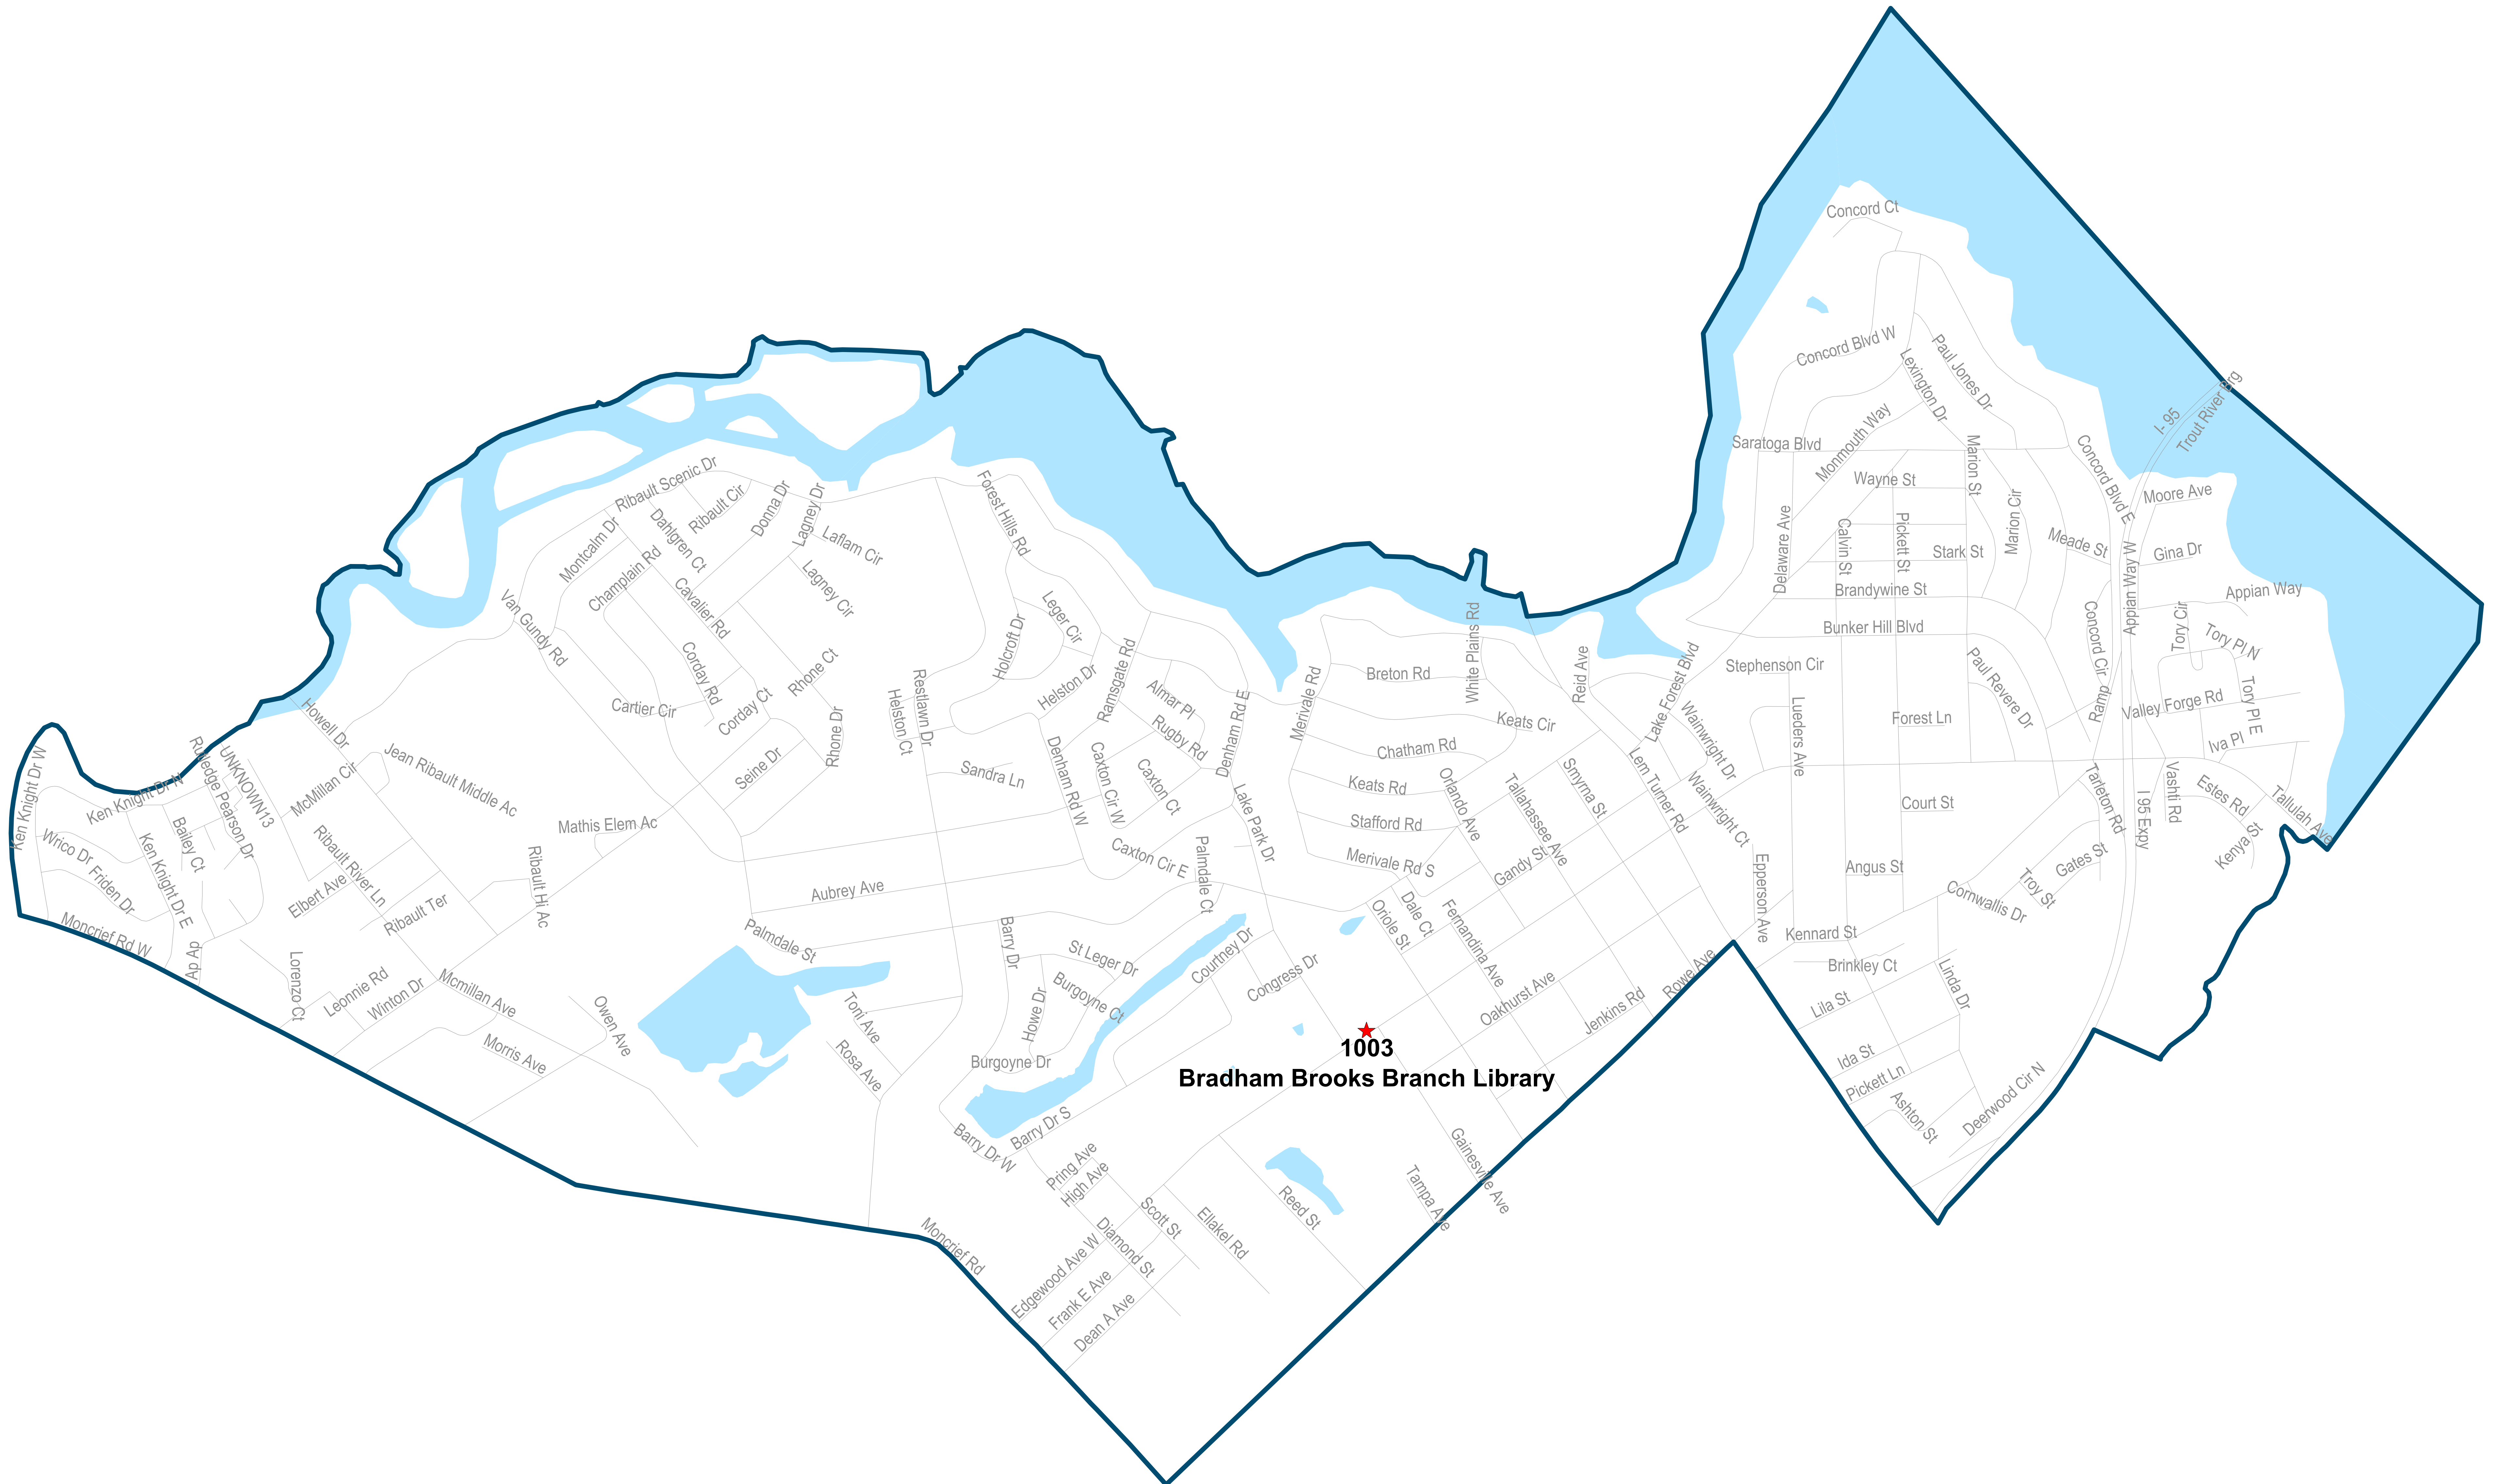 Concord Ct
Concord Blvd W
Lexington Dr
Paul Jones Dr
I- 95
Trout River Brg
Saratoga Blvd
Monmouth Way
Marion St
Concord Blvd E
Wayne St
Moore Ave
Delaware Ave
Calvin St
Pickett St
Stark St
Marion Cir
Meade St
Gina Dr
Appian Way W
Appian Way
Brandywine St
Bunker Hill Blvd
Concord Cir
Tory Cir
Tory Pl N
Tory Pl E
Stephenson Cir
Paul Revere Dr
Ramp
Valley Forge Rd
Lueders Ave
Forest Ln
Iva Pl
Tarleton Rd
I 95 Expy
Vashti Rd
Estes Rd
Tallulah Ave
Kenya St
Court St
Epperson Ave
Angus St
Gates St
Troy St
Cornwallis Dr
Kennard St
Brinkley Ct
Linda Dr
Lila St
Ida St
Pickett Ln
Ashton St
Deerwood Cir N
Ribault Scenic Dr
Ribault Cir
Donna Dr
Lagney Dr
Laflam Cir
Montcalm Dr
Dahlgren Ct
Champlain Rd
Cavalier Rd
Lagney Cir
Van Gundy Rd
Corday Rd
Rhone Ct
Cartier Cir
Corday Ct
Rhone Dr
Seine Dr
Forest Hills Rd
Leger Cir
Holcroft Dr
Helston Dr
Ramsgate Rd
Restlawn Dr
Helston Ct
Almar Pl
Rugby Rd
Denham Rd E
Sandra Ln
Denham Rd W
Caxton Cir W
Caxton Ct
Lake Park Dr
Caxton Cir E
Palmdale Ct
Merivale Rd
Breton Rd
White Plains Rd
Reid Ave
Lake Forest Blvd
Keats Cir
Chatham Rd
Wainwright Dr
Lem Turner Rd
Wainwright Ct
Keats Rd
Orlando Ave
Tallahassee Ave
Smyrna St
Stafford Rd
Merivale Rd S
Gandy St
Dale Ct
Oriole St
Fernandina Ave
Oakhurst Ave
Jenkins Rd
Rowe Ave
Howell Dr
Jean Ribault Middle Ac
Rutledge Pearson Dr
UNKNOWN13
McMillan Cir
Ken Knight Dr W
Ken Knight Dr N
Wrico Dr
Friden Dr
Ken Knight Dr E
Bailey Ct
Moncrief Rd W
Ap Ap
Ribault River Ln
Elbert Ave
Ribault Ter
Mathis Elem Ac
Ribault Hi Ac
Lorenzo Ct
Leonnie Rd
Winton Dr
Mcmillan Ave
Owen Ave
Morris Ave
Aubrey Ave
Palmdale St
Toni Ave
Rosa Ave
Barry Dr
St Leger Dr
Burgoyne Ct
Howe Dr
Burgoyne Dr
Courtney Dr
Congress Dr
Barry Dr W
Barry Dr S
1003
Bradham Brooks Branch Library
Pring Ave
High Ave
Scott St
Diamond St
Ellakel Rd
Reed St
Tampa Ave
Gainesville Ave
Moncrief Rd
Edgewood Ave W
Frank E Ave
Dean A Ave